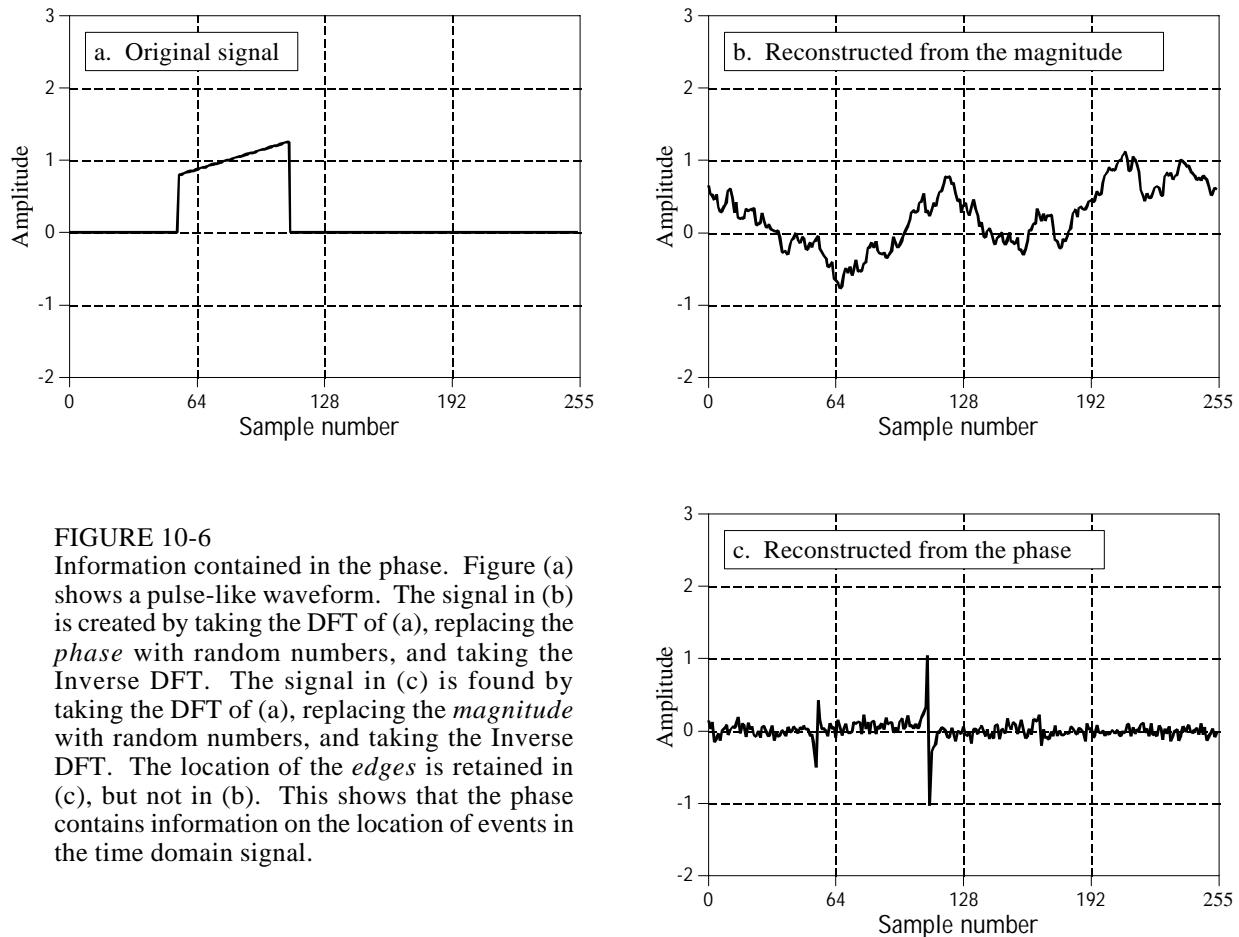 3
2
1
0
-1
-2
Amplitude
a. Original signal
0 64 128 192 255
Sample number
3
2
1
0
-1
-2
Amplitude
b. Reconstructed from the magnitude
0 64 128 192 255
Sample number
FIGURE 10-6
Information contained in the phase. Figure (a)
shows a pulse-like waveform. The signal in (b)
is created by taking the DFT of (a), replacing the
phase with random numbers, and taking the
Inverse DFT. The signal in (c) is found by
taking the DFT of (a), replacing the magnitude
with random numbers, and taking the Inverse
DFT. The location of the edges is retained in
(c), but not in (b). This shows that the phase
contains information on the location of events in
the time domain signal.
3
2
1
0
-1
-2
Amplitude
c. Reconstructed from the phase
0 64 128 192 255
Sample number